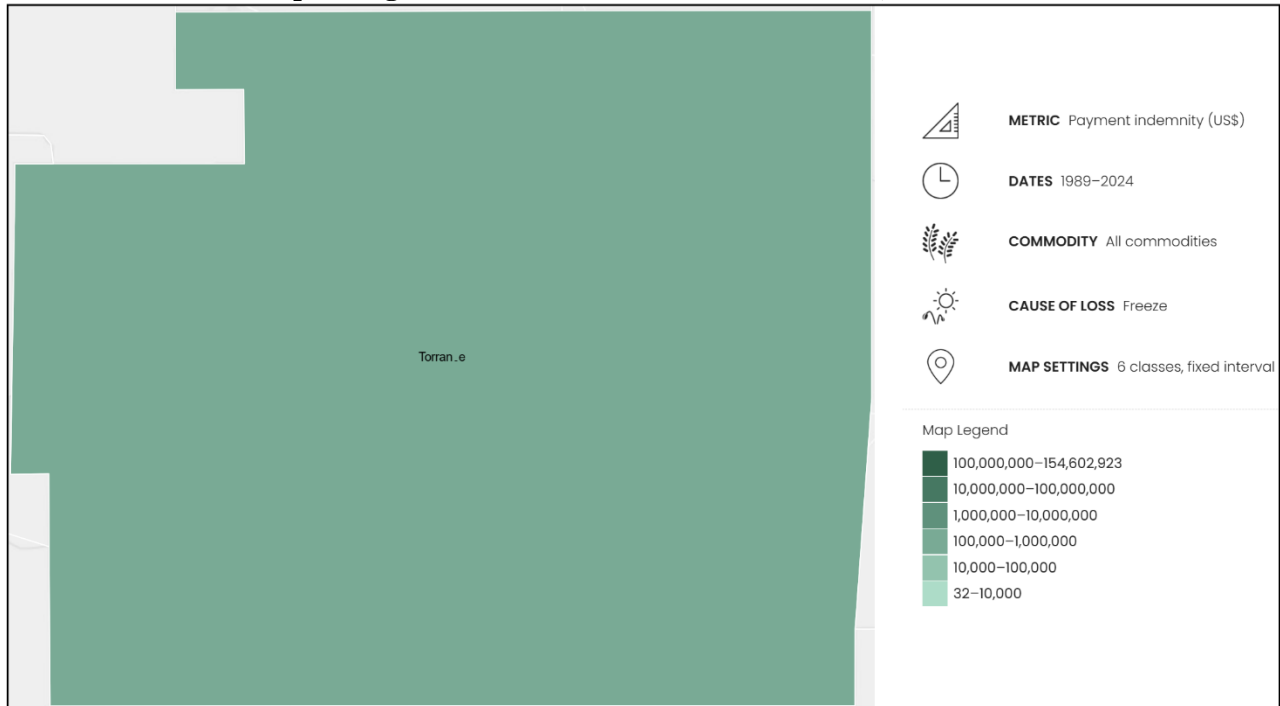 Torran_e
METRIC Payment indemnity (US$)
DATES 1989–2024
COMMODITY All commodities
CAUSE OF LOSS Freeze
MAP SETTINGS 6 classes, fixed interval
Map Legend
100,000,000–154,602,923
10,000,000–100,000,000
1,000,000–10,000,000
100,000–1,000,000
10,000–100,000
32–10,000